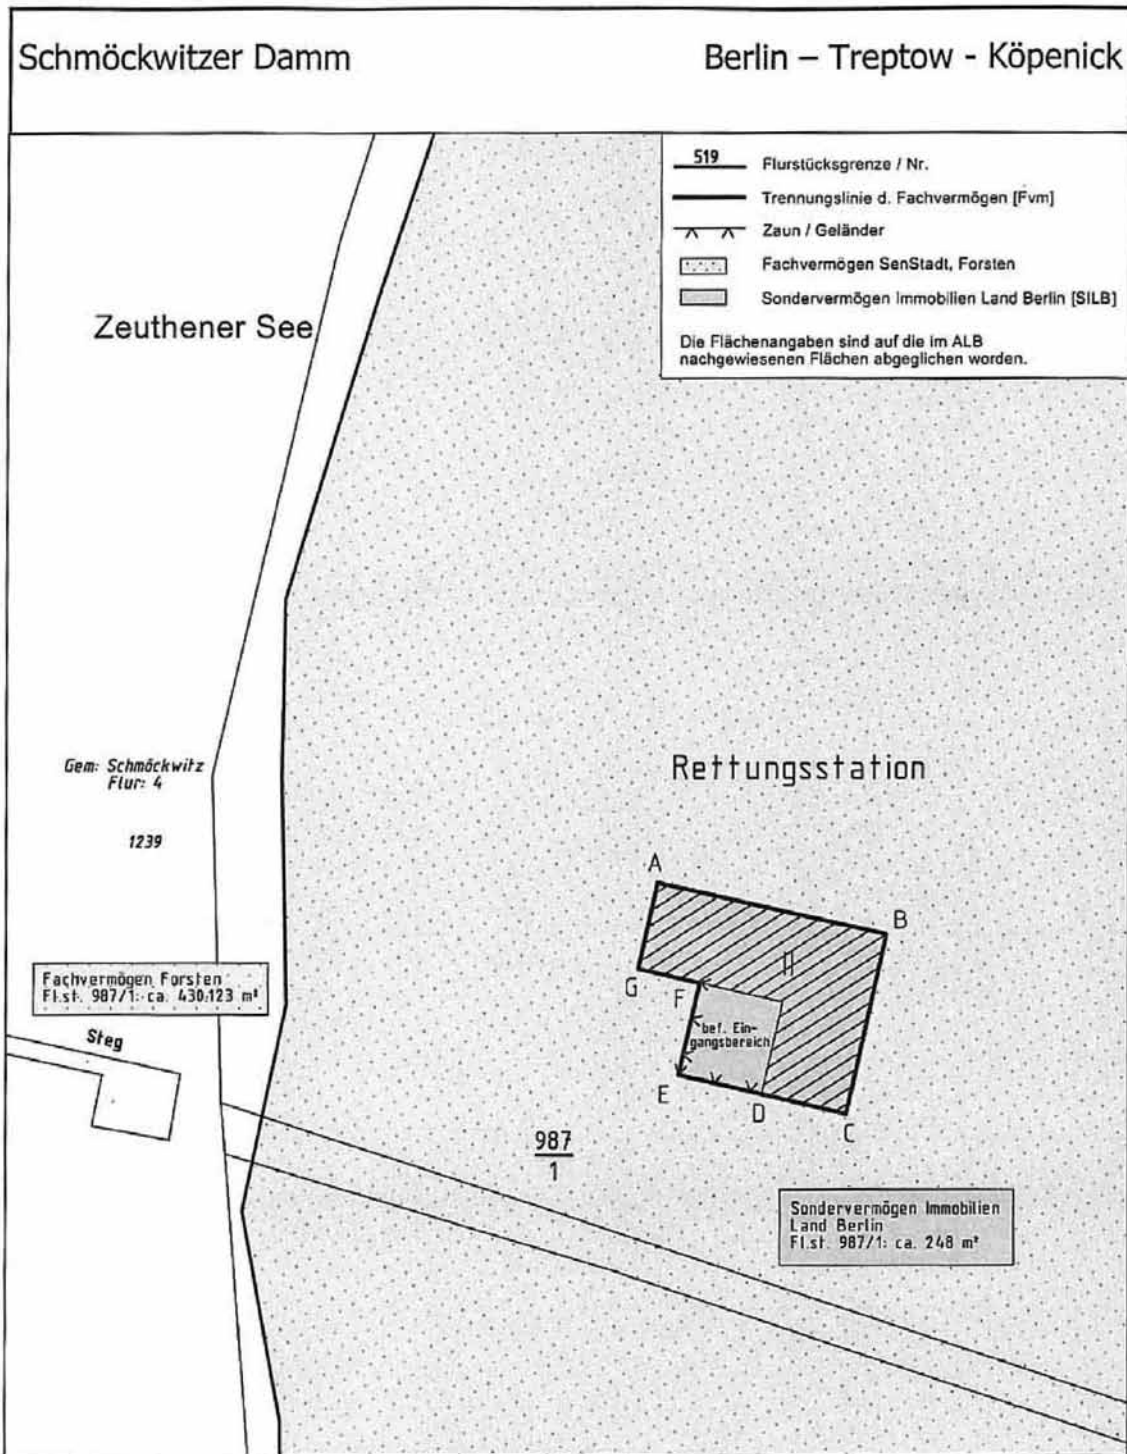 Schmöckwitzer Damm
Berlin – Treptow - Köpenick
519
Flurstücksgrenze / Nr.
Trennungslinie d. Fachvermögen [Fvm]
Zaun / Geländer
Fachvermögen SenStadt, Forsten
Sondervermögen Immobilien Land Berlin [SILB]
Die Flächenangaben sind auf die im ALB
nachgewiesenen Flächen abgeglichen worden.
Zeuthener See
Gem: Schmöckwitz
Flur: 4
1239
Rettungsstation
A
B
II
G
F
bef. Ein-
gangsbereich
E
D
C
Fachvermögen Forsten
Fl.st. 987/1: ca. 430.123 m²
Steg
987
1
Sondervermögen Immobilien
Land Berlin
Fl.st. 987/1: ca. 248 m²